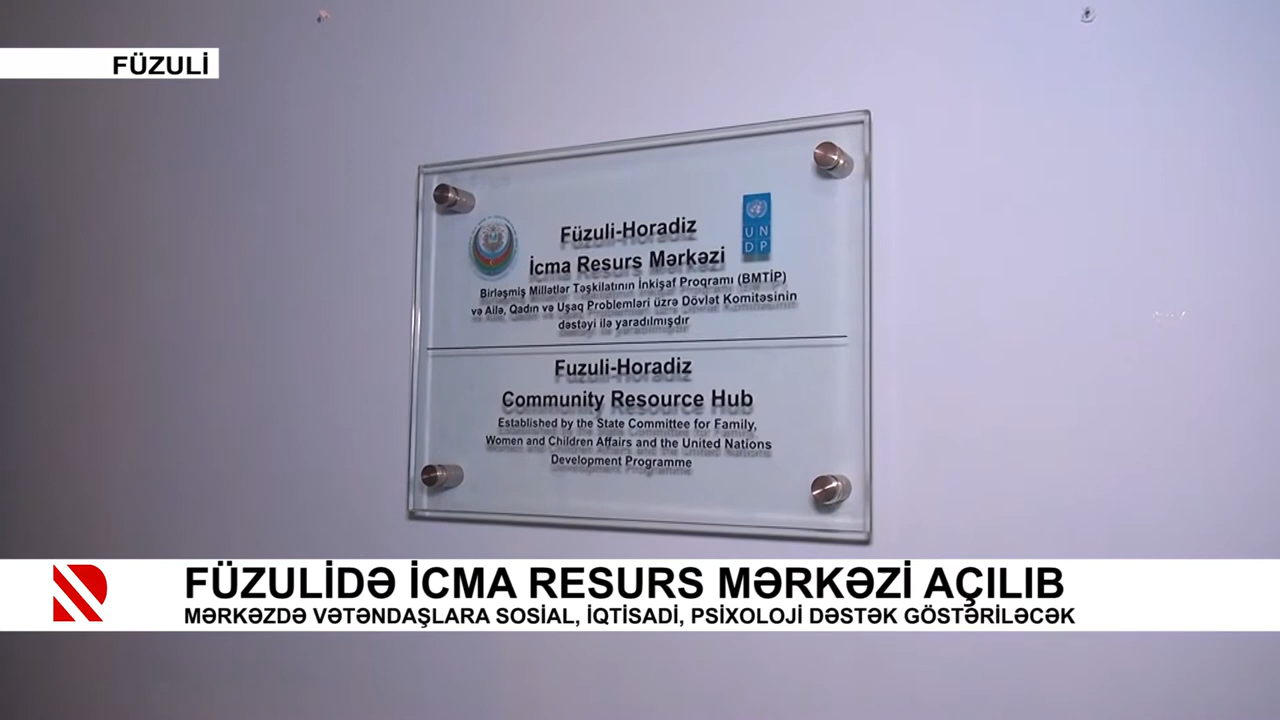 FÜZULİ
Füzuli-Horadiz
İcma Resurs Mərkəzi
Birləşmiş Millətlər Təşkilatının İnkişaf Proqramı (BMTİP)
və Ailə, Qadın və Uşaq Problemləri üzrə Dövlət Komitəsinin
dəstəyi ilə yaradılmışdır
U N
D P
Fuzuli-Horadiz
Community Resource Hub
Established by the State Committee for Family,
Women and Children Affairs and the United Nations
Development Programme
FÜZULİDƏ İCMA RESURS MƏRKƏZİ AÇILIB
MƏRKƏZDƏ VƏTƏNDAŞLARA SOSİAL, İQTİSADİ, PSİXOLOJİ DƏSTƏK GÖSTƏRİLƏCƏK